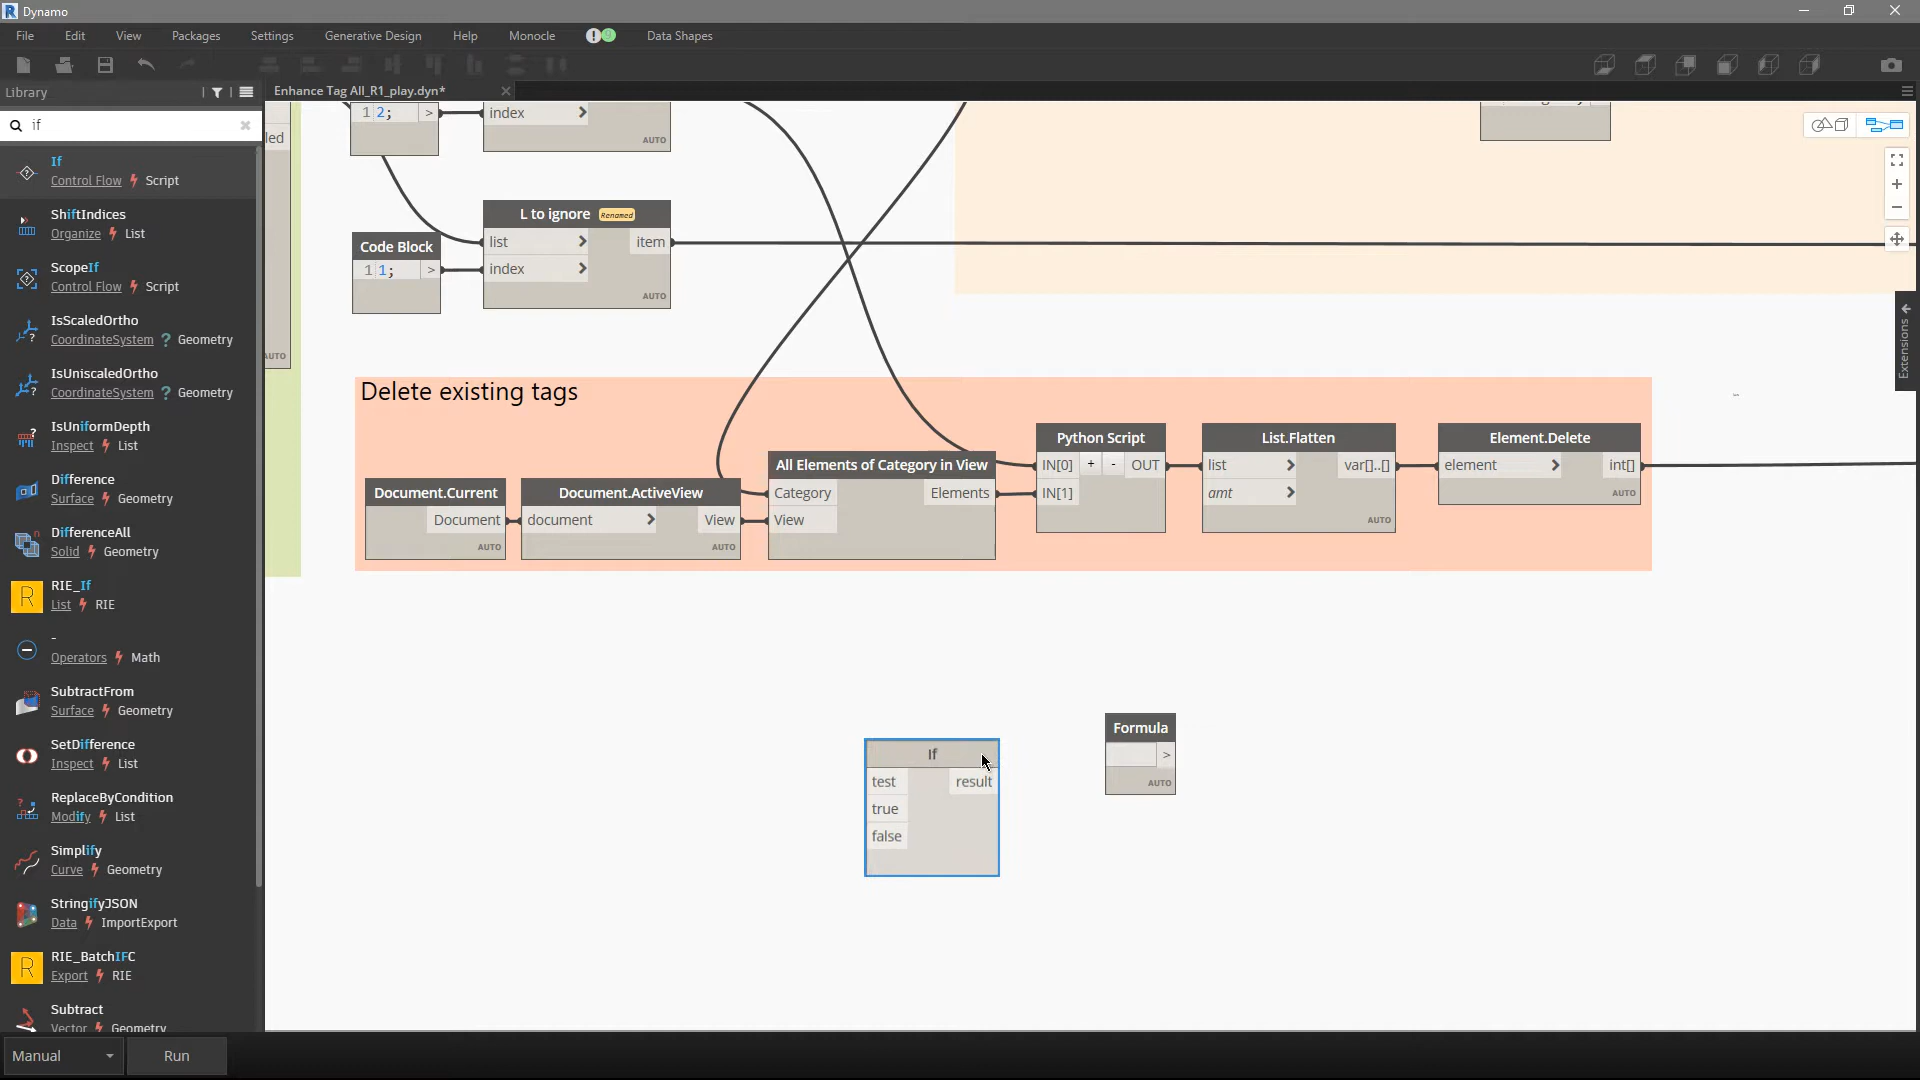 Dynamo
File Edit View Packages Settings Generative Design Help Monocle ! Data Shapes
Library
Enhance Tag All_R1_play.dyn*
if
If
Control Flow Script
ShiftIndices
Organize List
ScopeIf
Control Flow Script
IsScaledOrtho
CoordinateSystem ? Geometry
IsUniscaledOrtho
CoordinateSystem ? Geometry
IsUniformDepth
Inspect List
Difference
Surface Geometry
DifferenceAll
Solid Geometry
RIE_If
List RIE
-
Operators Math
SubtractFrom
Surface Geometry
SetDifference
Inspect List
ReplaceByCondition
Modify List
Simplify
Curve Geometry
StringifyJSON
Data ImportExport
RIE_BatchIFC
Export RIE
Subtract
Vector Geometry
Manual Run
led
AUTO
1 2; >
index >
AUTO
L to ignore Renamed
list > item
index >
AUTO
Code Block
1 1; >
Delete existing tags
Document.Current
Document
AUTO
Document.ActiveView
document > View
AUTO
All Elements of Category in View
Category Elements
View
Python Script
IN[0] + - OUT
IN[1]
List.Flatten
list > var[]..[]
amt >
AUTO
Element.Delete
element > int[]
AUTO
If
test result
true
false
Formula
>
AUTO
Extensions